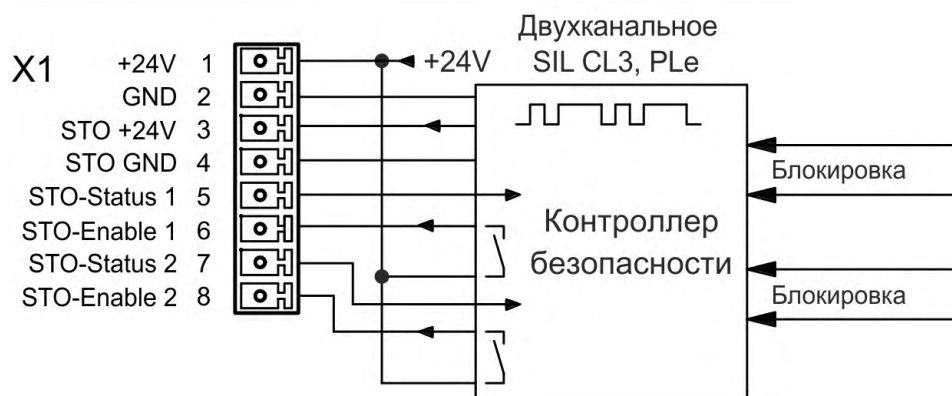 Двухканальное
SIL CL3, PLe
X1
+24V 1
+24V
GND 2
STO +24V 3
STO GND 4
STO-Status 1 5
STO-Enable 1 6
STO-Status 2 7
STO-Enable 2 8
Контроллер
безопасности
Блокировка
Блокировка